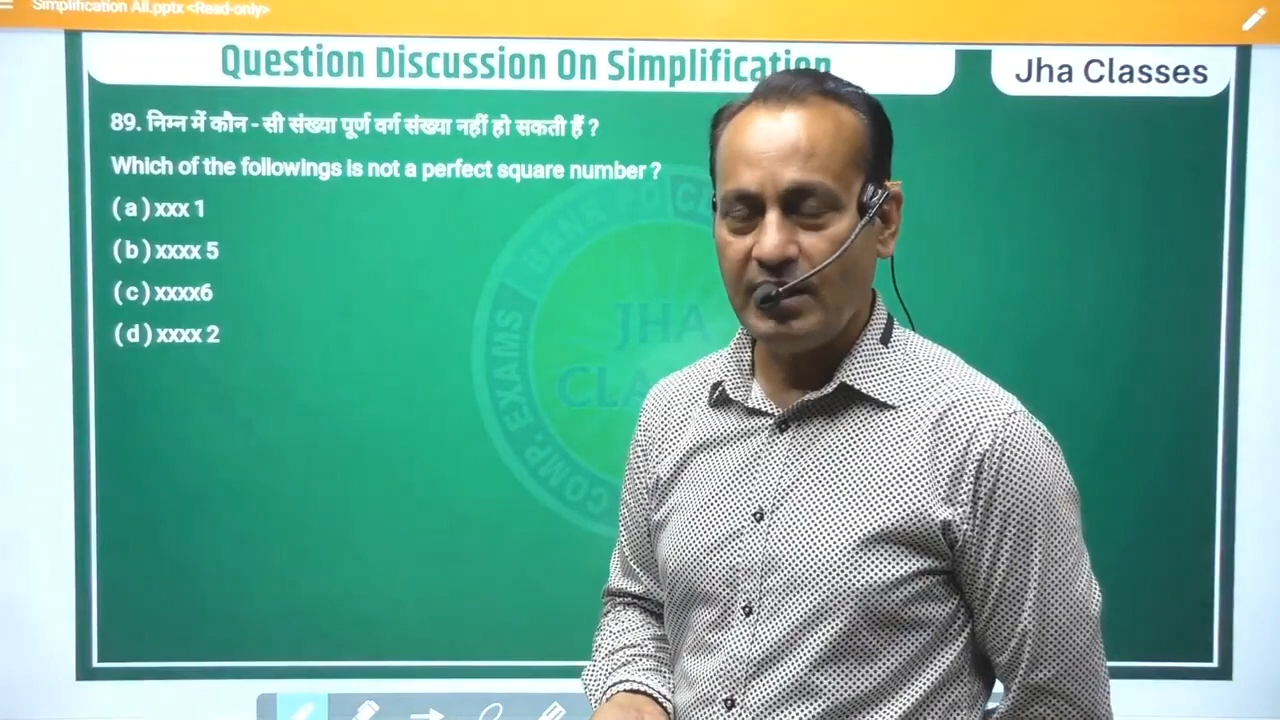 Simplification All.pptx <Read-only>
Question Discussion On Simplification
Jha Classes
89. निम्न में कौन - सी संख्या पूर्ण वर्ग संख्या नहीं हो सकती हैं ?
Which of the followings is not a perfect square number ?
( a ) xxx 1
( b ) xxxx 5
( c ) xxxx6
( d ) xxxx 2
JHA
COMP. EXAMS